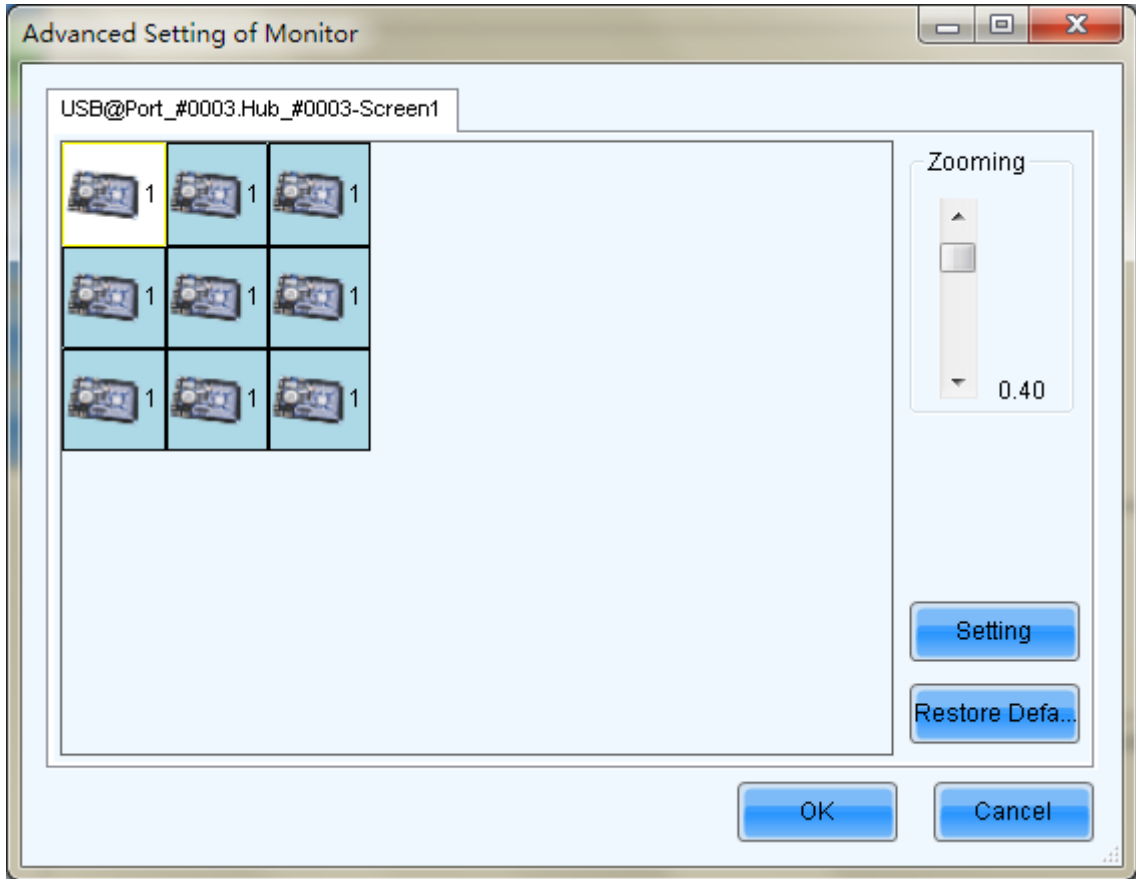 Advanced Setting of Monitor
USB@Port_#0003.Hub_#0003-Screen1
1 1 1
1 1 1
1 1 1
Zooming
0.40
Setting
Restore Defa...
OK
Cancel